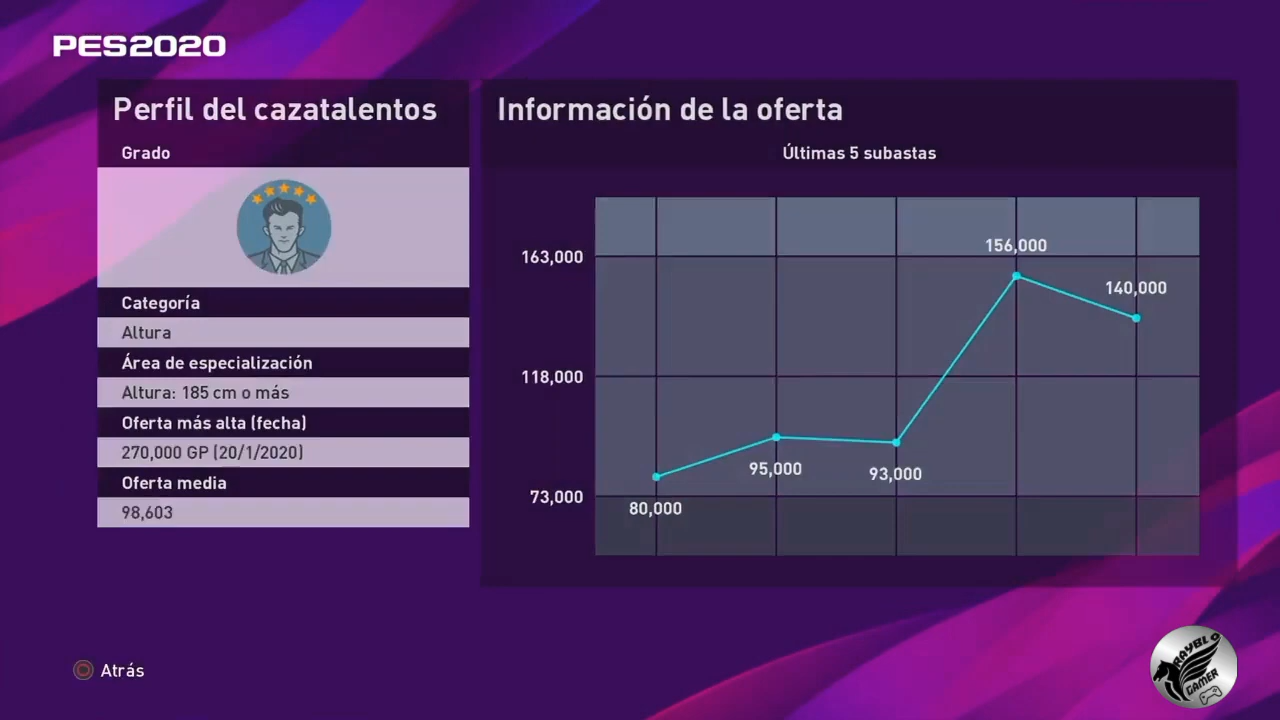 PES2020
Perfil del cazatalentos
Grado
Categoría
Altura
Área de especialización
Altura: 185 cm o más
Oferta más alta (fecha)
270,000 GP (20/1/2020)
Oferta media
98,603
Información de la oferta
Últimas 5 subastas
163,000
118,000
73,000
80,000
95,000
93,000
156,000
140,000
Atrás
RAYBLO
GAMER